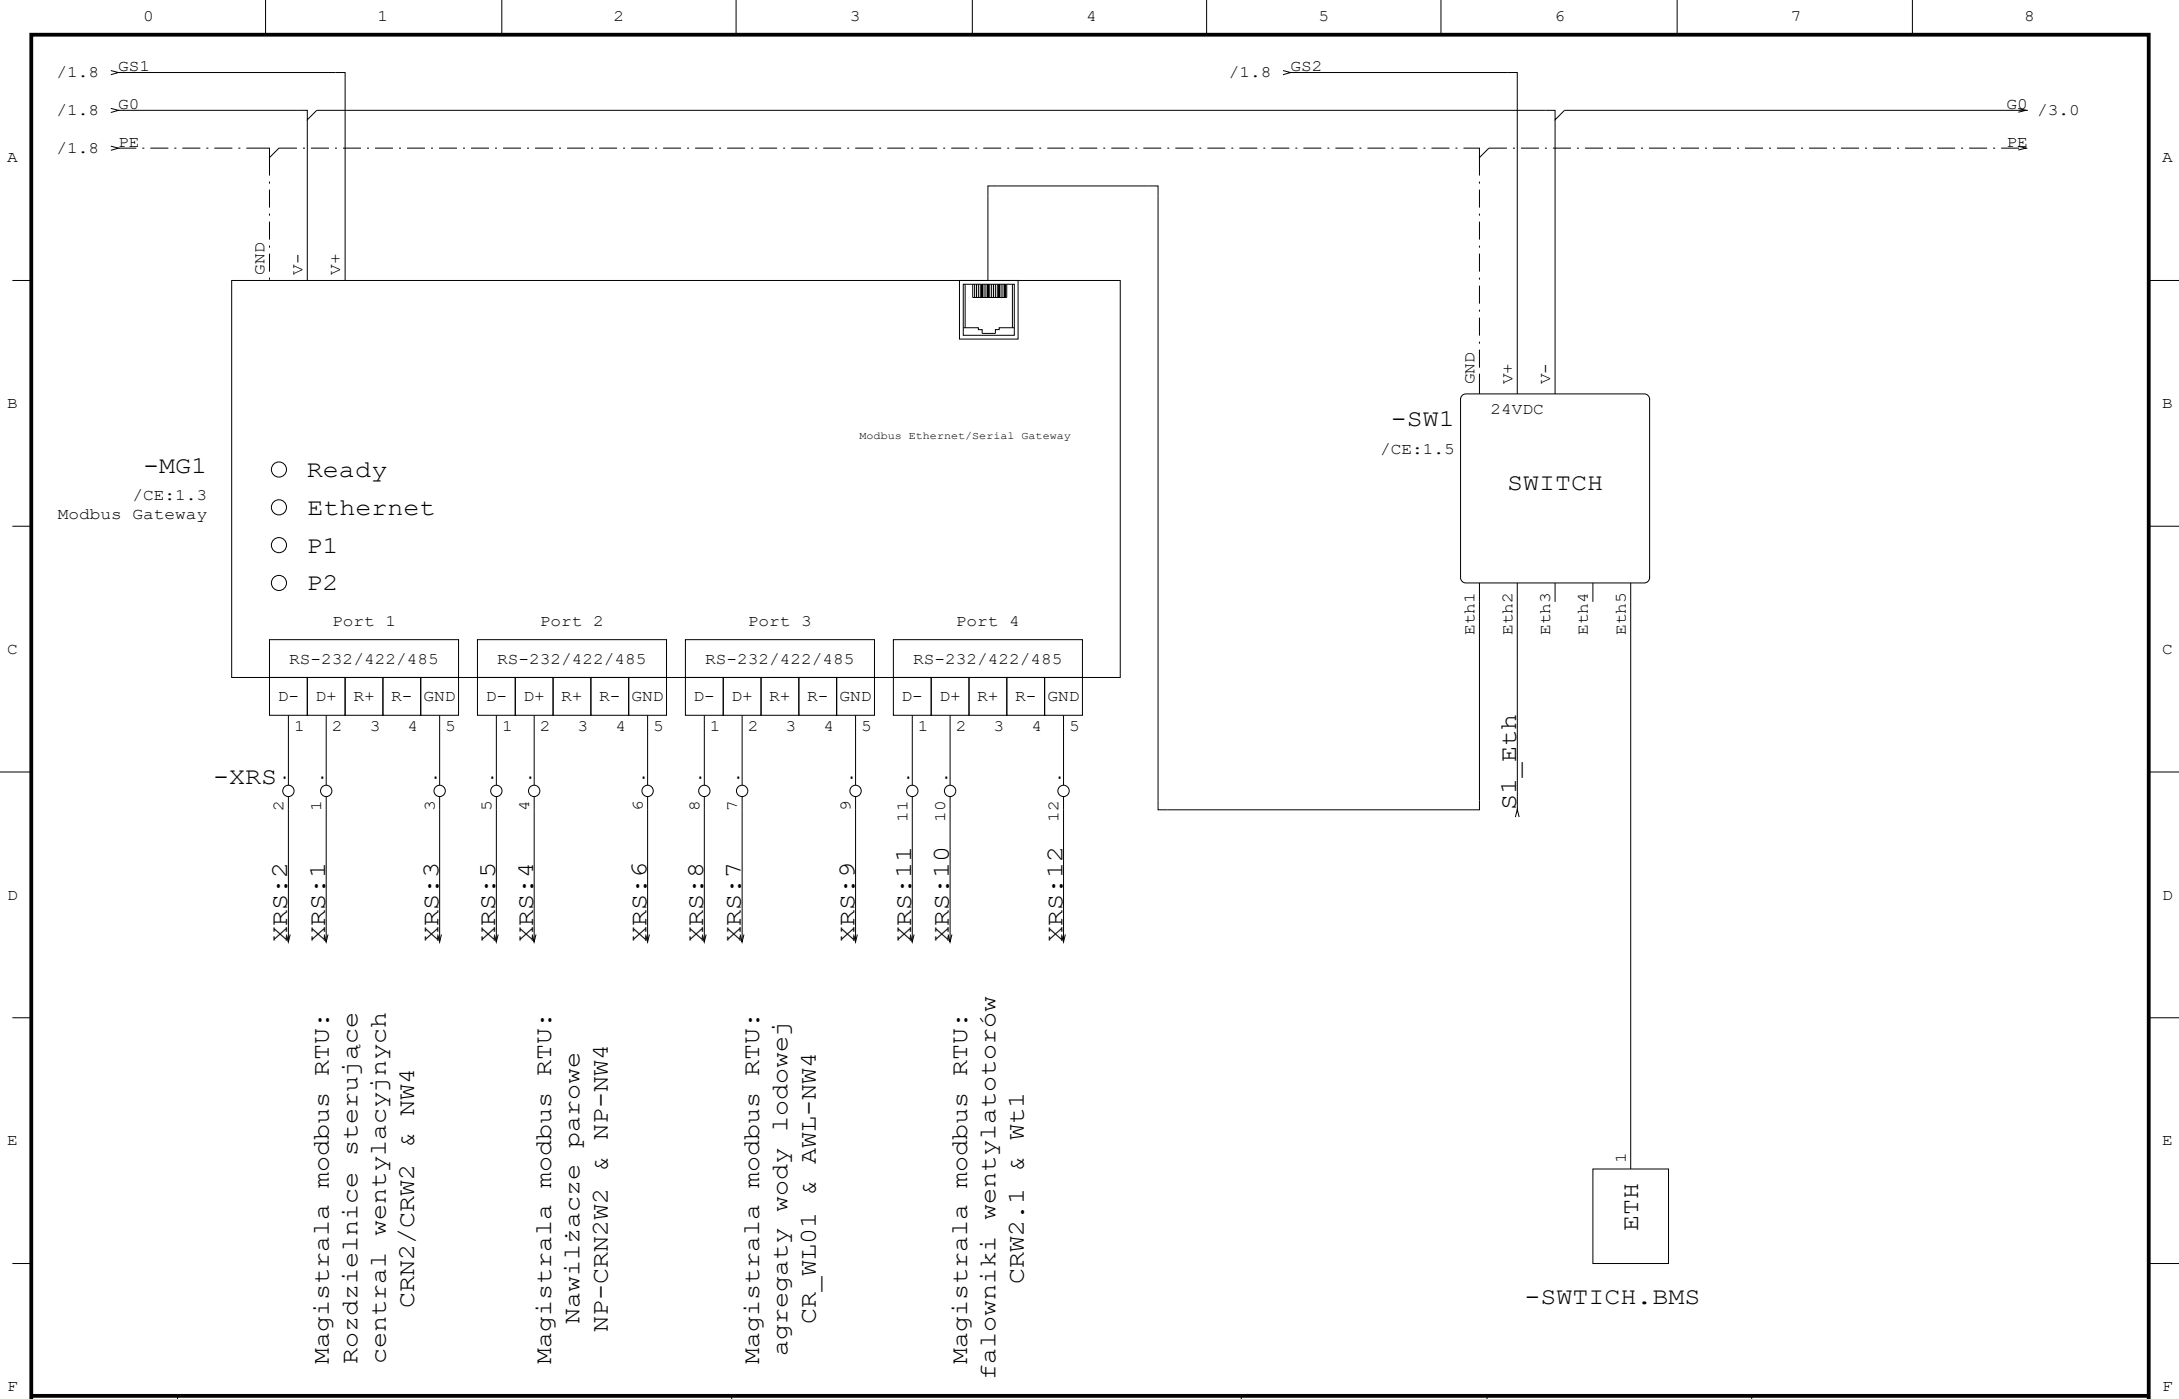 0 1 2 3 4 5 6 7 8
/1.8 GS1
/1.8 GS2
/1.8 G0
G0 /3.0
/1.8 PE
PE
A A
GND V- V+
GND V+ V-
B B
-MG1
/CE:1.3
Modbus Gateway
Modbus Ethernet/Serial Gateway
Ready
Ethernet
P1
P2
-SW1
/CE:1.5
24VDC
SWITCH
Eth1 Eth2 Eth3 Eth4 Eth5
C C
Port 1 Port 2 Port 3 Port 4
RS-232/422/485 RS-232/422/485 RS-232/422/485 RS-232/422/485
D- D+ R+ R- GND D- D+ R+ R- GND D- D+ R+ R- GND D- D+ R+ R- GND
1 2 3 4 5 1 2 3 4 5 1 2 3 4 5 1 2 3 4 5
S1_Eth
-XRS
2 1 3 5 4 6 8 7 9 11 10 12
D D
XRS:2 XRS:1 XRS:3 XRS:5 XRS:4 XRS:6 XRS:8 XRS:7 XRS:9 XRS:11 XRS:10 XRS:12
E E
Magistrala modbus RTU:
Rozdzielnice sterujące
central wentylacyjnych
CRN2/CRW2 & NW4
Magistrala modbus RTU:
Nawilżacze parowe
NP-CRN2W2 & NP-NW4
Magistrala modbus RTU:
agregaty wody lodowej
CR_WL01 & AWL-NW4
Magistrala modbus RTU:
falowniki wentylatotorów
CRW2.1 & Wt1
1
ETH
-SWTICH.BMS
F F